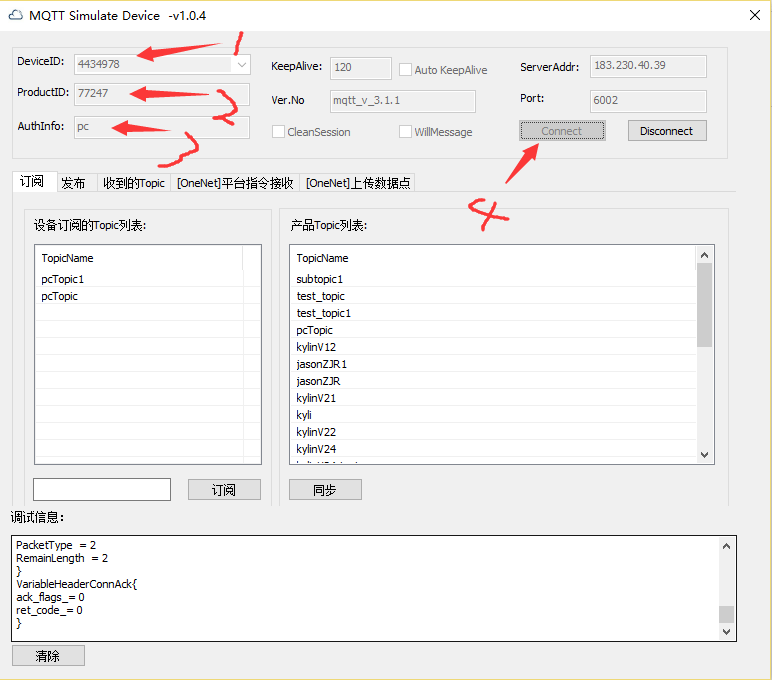 MQTT Simulate Device -v1.0.4
DeviceID: 4434978 1 KeepAlive: 120 Auto KeepAlive ServerAddr: 183.230.40.39
ProductID: 77247 2 Ver.No mqtt_v_3.1.1 Port: 6002
AuthInfo: pc 3 CleanSession WillMessage Connect Disconnect
4
订阅 发布 收到的Topic [OneNet]平台指令接收 [OneNet]上传数据点
设备订阅的Topic列表: 产品Topic列表:
TopicName TopicName
pcTopic1 subtopic1
pcTopic test_topic
test_topic1
pcTopic
kylinV12
jasonZJR1
jasonZJR
kylinV21
kyli
kylinV22
kylinV24
订阅 同步
调试信息:
PacketType = 2
RemainLength = 2
}
VariableHeaderConnAck{
ack_flags_= 0
ret_code_= 0
}
清除